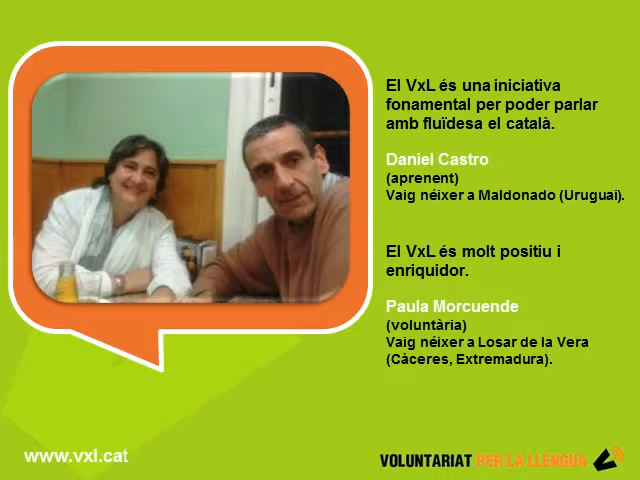 El VxL és una iniciativa
fonamental per poder parlar
amb fluïdesa el català.
Daniel Castro
(aprenent)
Vaig néixer a Maldonado (Uruguai).
El VxL és molt positiu i
enriquidor.
Paula Morcuende
(voluntària)
Vaig néixer a Losar de la Vera
(Càceres, Extremadura).
www.vxl.cat
VOLUNTARIAT PER LA LLENGUA